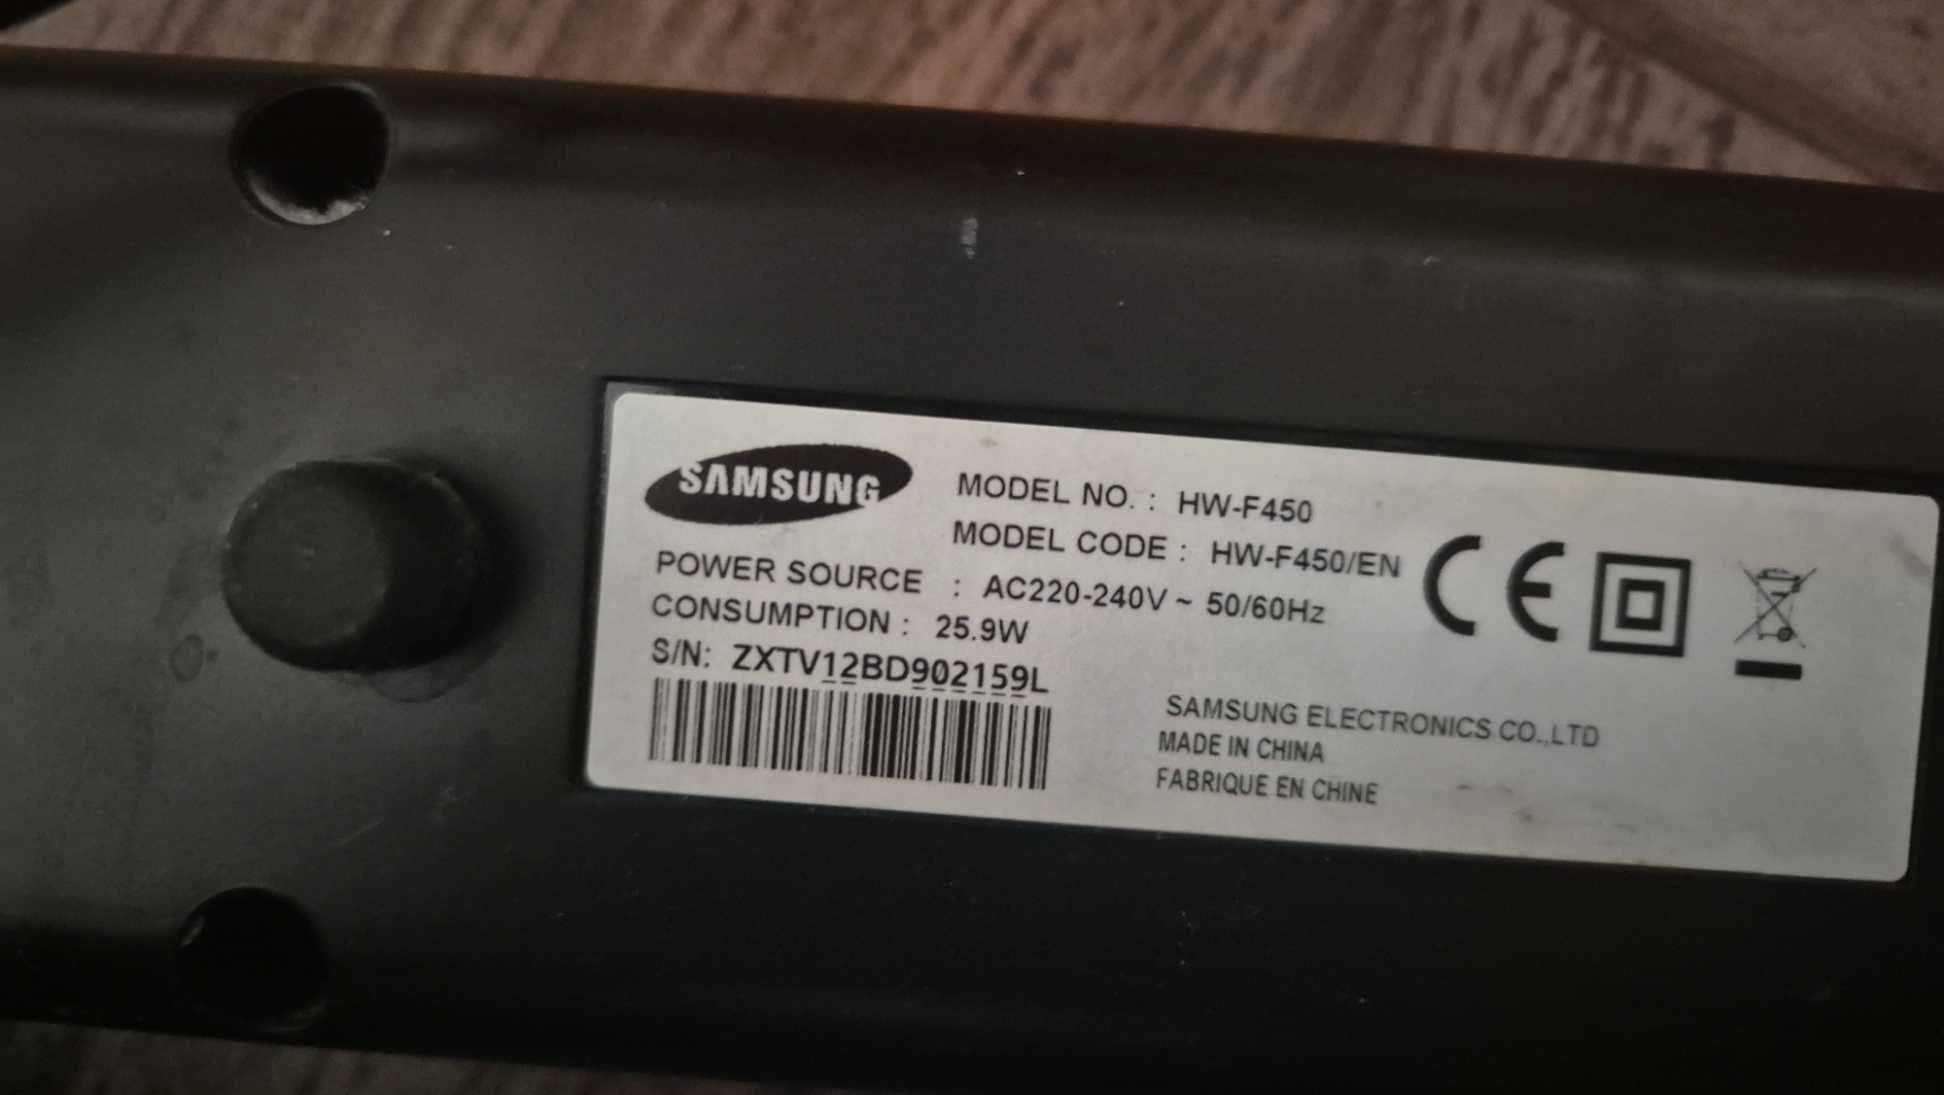 SAMSUNG
MODEL NO. : HW-F450
MODEL CODE : HW-F450/EN
POWER SOURCE : AC220-240V ~ 50/60Hz
CONSUMPTION : 25.9W
S/N: ZXTV12BD902159L
CE
SAMSUNG ELECTRONICS CO.,LTD
MADE IN CHINA
FABRIQUE EN CHINE